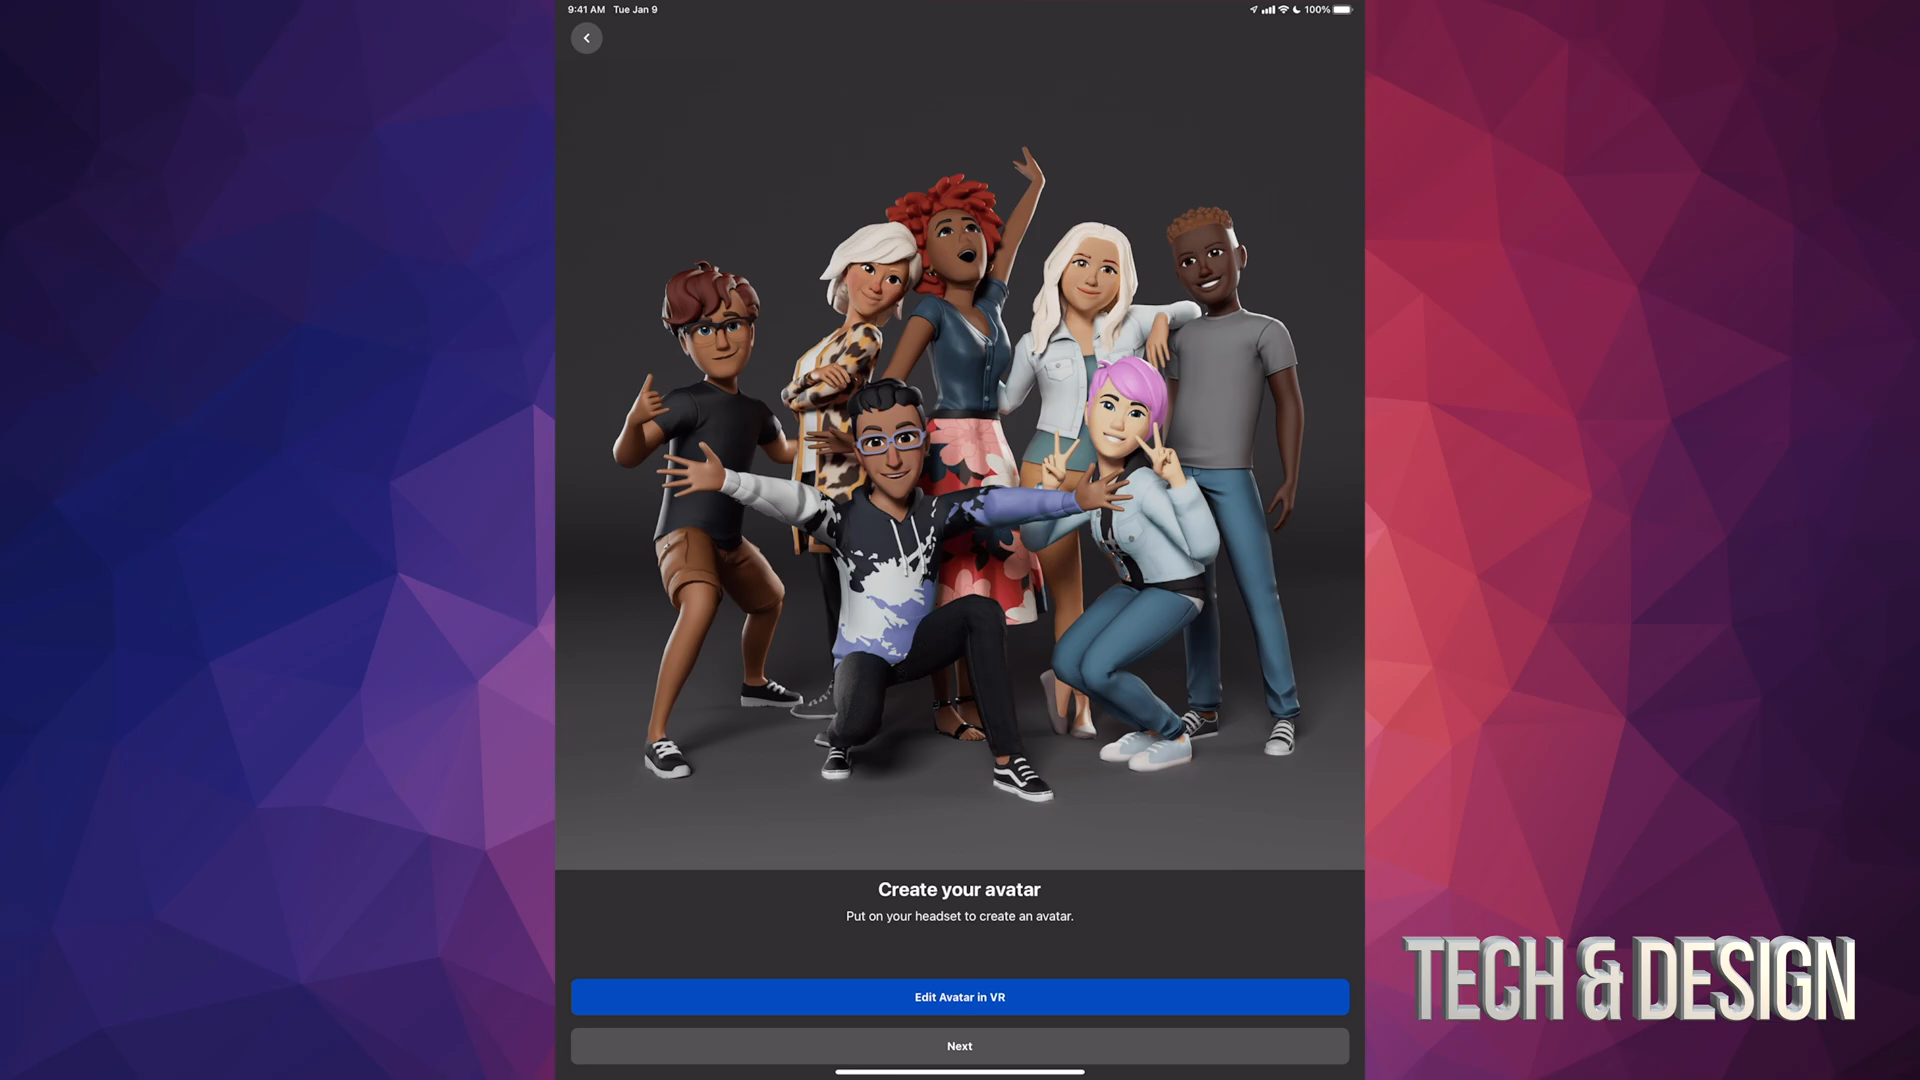 9:41 AM Tue Jan 9
100%
Create your avatar
Put on your headset to create an avatar.
Edit Avatar in VR
Next
TECH & DESIGN